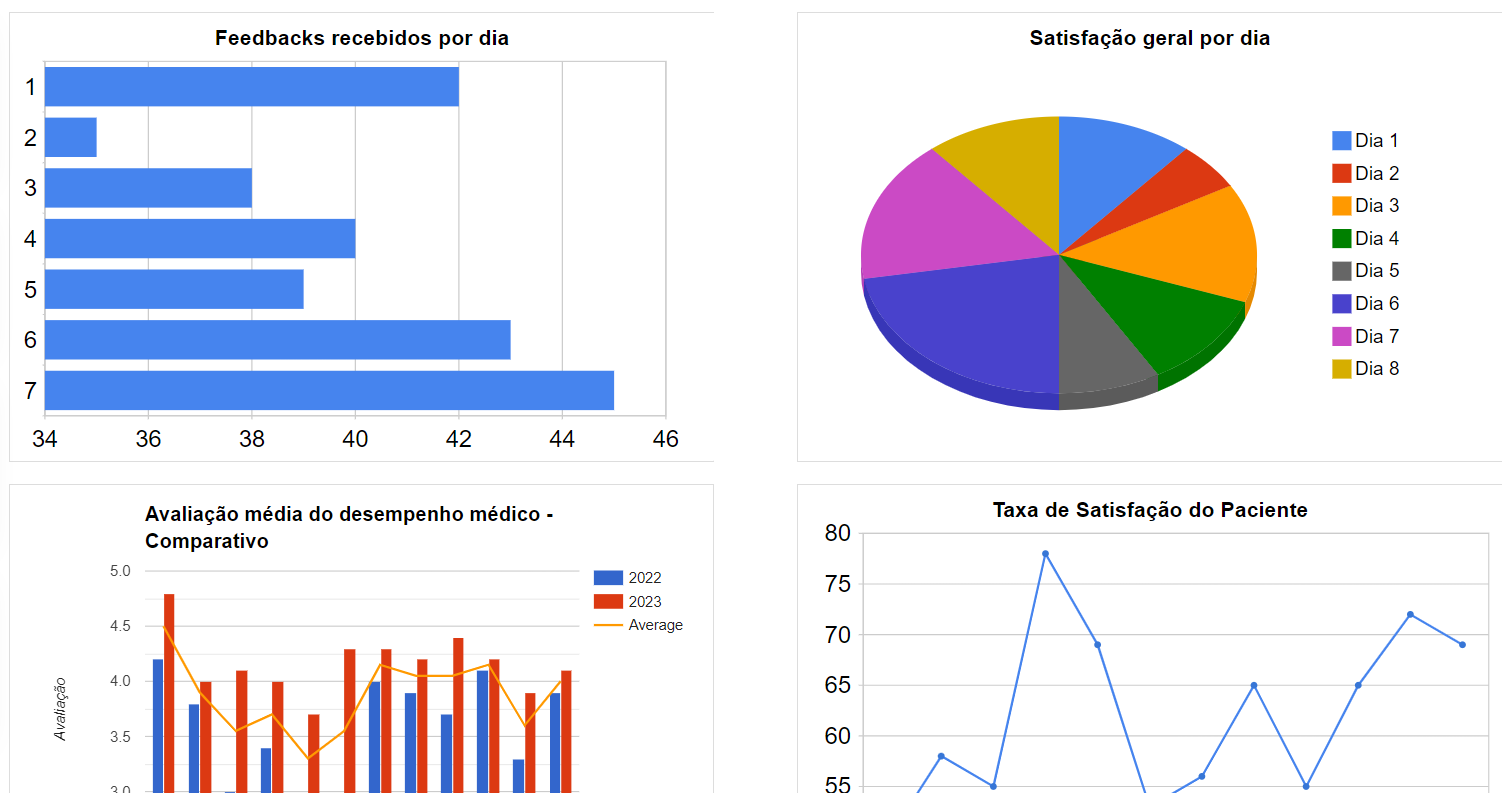 Feedbacks recebidos por dia
1
2
3
4
5
6
7
34 36 38 40 42 44 46
Satisfação geral por dia
Dia 1
Dia 2
Dia 3
Dia 4
Dia 5
Dia 6
Dia 7
Dia 8
Avaliação média do desempenho médico -
Comparativo
5.0
4.5
4.0
3.5
3.0
Avaliação
2022
2023
Average
Taxa de Satisfação do Paciente
80
75
70
65
60
55